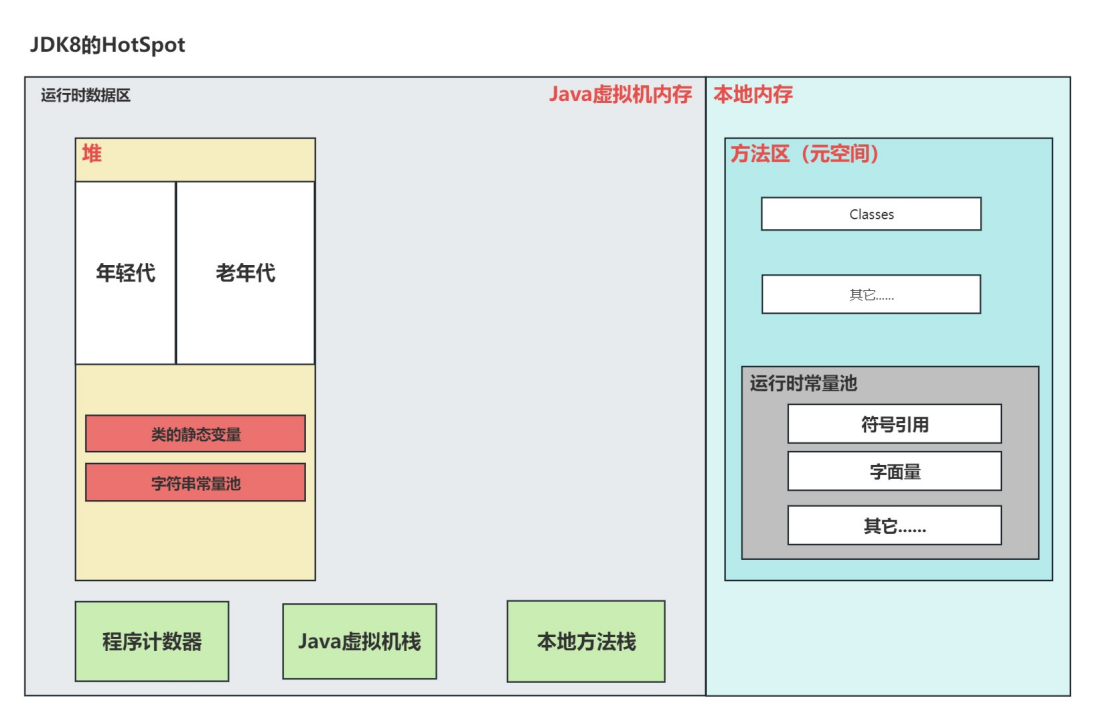 JDK8的HotSpot
运行时数据区
Java虚拟机内存
本地内存
堆
年轻代
老年代
类的静态变量
字符串常量池
程序计数器
Java虚拟机栈
本地方法栈
方法区（元空间）
Classes
其它......
运行时常量池
符号引用
字面量
其它......